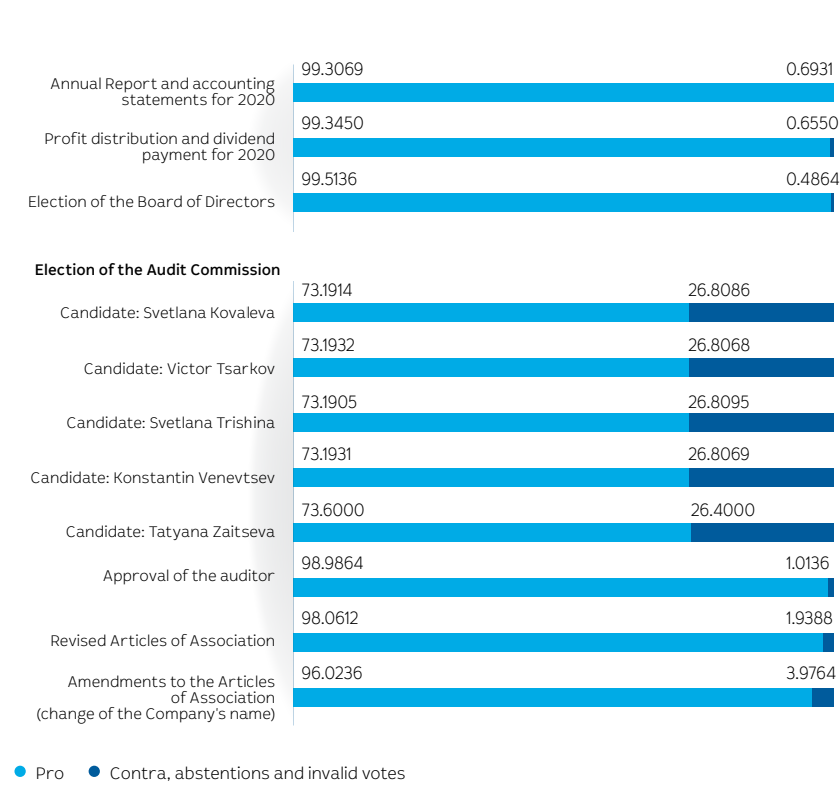 99.3069 0.6931
Annual Report and accounting
statements for 2020
99.3450 0.6550
Profit distribution and dividend
payment for 2020
99.5136 0.4864
Election of the Board of Directors
Election of the Audit Commission
73.1914 26.8086
Candidate: Svetlana Kovaleva
73.1932 26.8068
Candidate: Victor Tsarkov
73.1905 26.8095
Candidate: Svetlana Trishina
73.1931 26.8069
Candidate: Konstantin Venevtsev
73.6000 26.4000
Candidate: Tatyana Zaitseva
98.9864 1.0136
Approval of the auditor
98.0612 1.9388
Revised Articles of Association
96.0236 3.9764
Amendments to the Articles
of Association
(change of the Company's name)
Pro Contra, abstentions and invalid votes